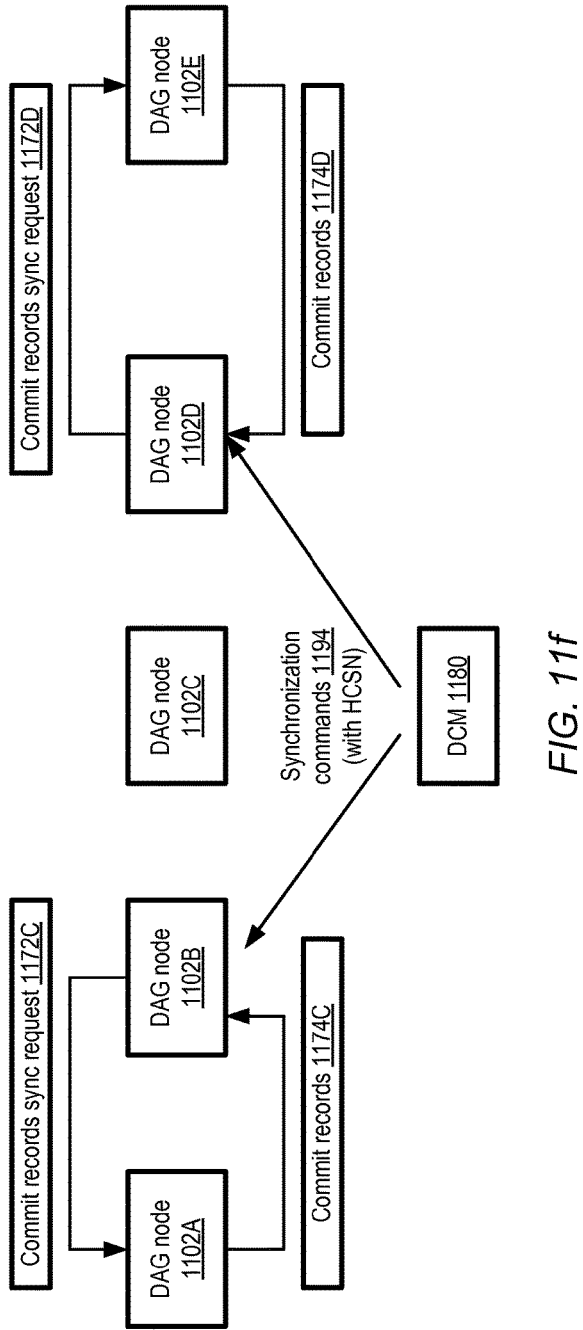 Commit records sync request 1172C
Commit records sync request 1172D
DAG node
1102A
DAG node
1102B
DAG node
1102C
DAG node
1102D
DAG node
1102E
Commit records 1174C
Synchronization
commands 1194
(with HCSN)
Commit records 1174D
DCM 1180
FIG. 11f